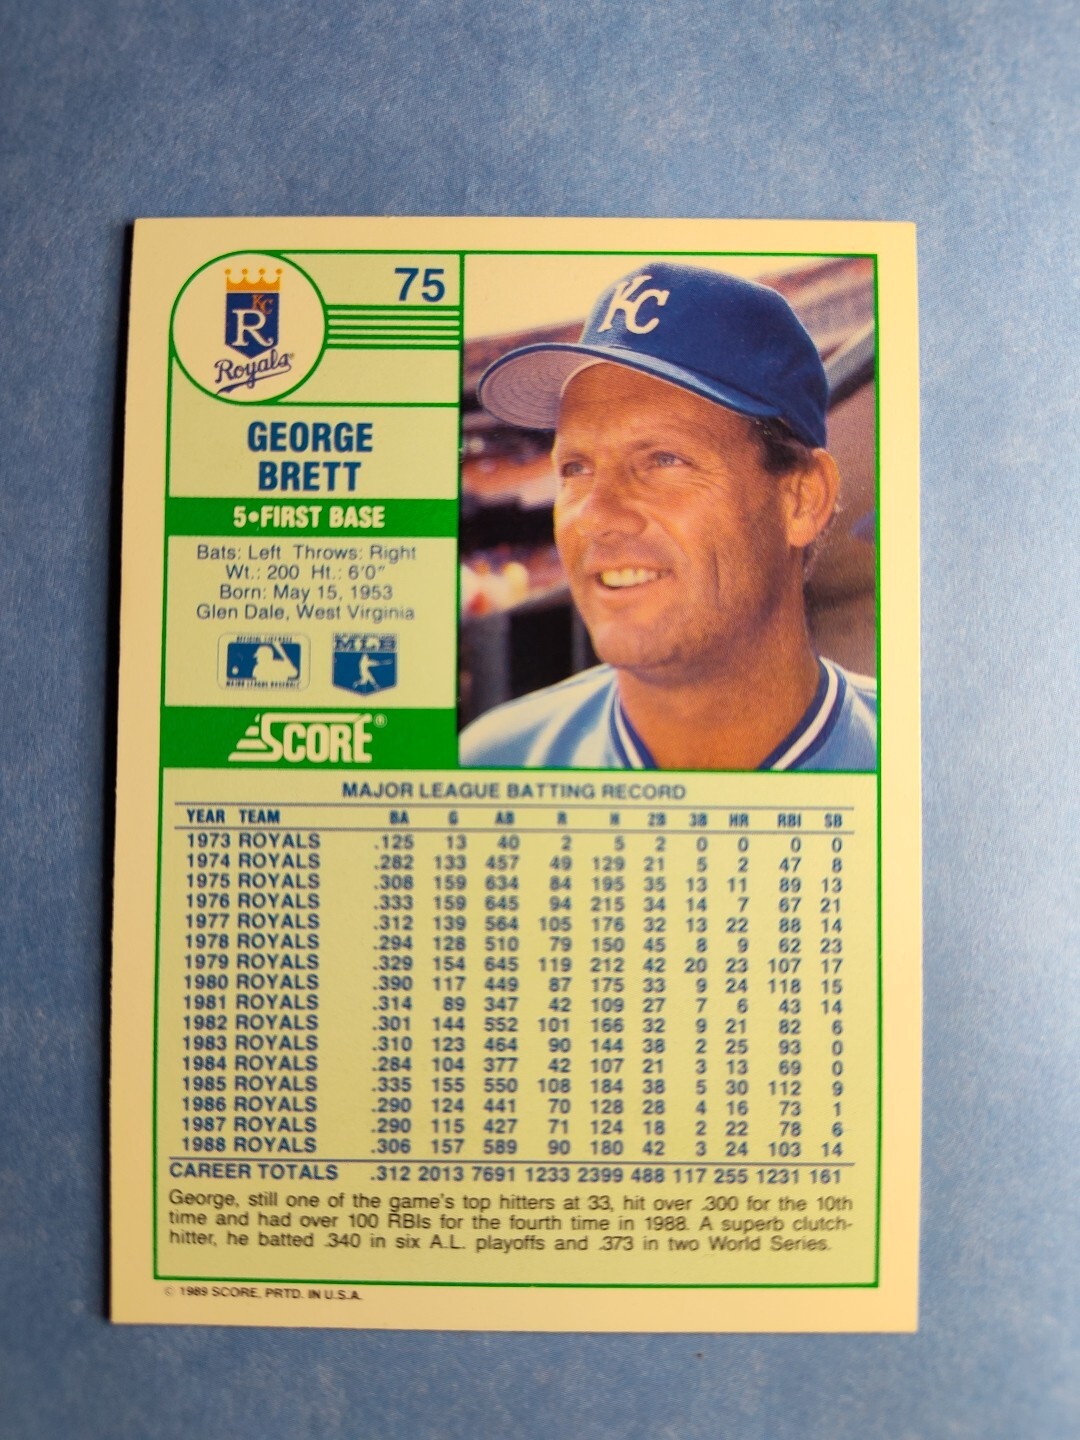 75
KC
R
Royals
KC
GEORGE
BRETT
5•FIRST BASE
Bats: Left Throws: Right
Wt.: 200 Ht.: 6'0"
Born: May 15, 1953
Glen Dale, West Virginia
MAJOR LEAGUE BASEBALL
MLB
SCORE®
MAJOR LEAGUE BATTING RECORD
YEAR TEAM BA G AB R H 2B 3B HR RBI SB
1973 ROYALS .125 13 40 2 5 2 0 0 0 0
1974 ROYALS .282 133 457 49 129 21 5 2 47 8
1975 ROYALS .308 159 634 84 195 35 13 11 89 13
1976 ROYALS .333 159 645 94 215 34 14 7 67 21
1977 ROYALS .312 139 564 105 176 32 13 22 88 14
1978 ROYALS .294 128 510 79 150 45 8 9 62 23
1979 ROYALS .329 154 645 119 212 42 20 23 107 17
1980 ROYALS .390 117 449 87 175 33 9 24 118 15
1981 ROYALS .314 89 347 42 109 27 7 6 43 14
1982 ROYALS .301 144 552 101 166 32 9 21 82 6
1983 ROYALS .310 123 464 90 144 38 2 25 93 0
1984 ROYALS .284 104 377 42 107 21 3 13 69 0
1985 ROYALS .335 155 550 108 184 38 5 30 112 9
1986 ROYALS .290 124 441 70 128 28 4 16 73 1
1987 ROYALS .290 115 427 71 124 18 2 22 78 6
1988 ROYALS .306 157 589 90 180 42 3 24 103 14
CAREER TOTALS .312 2013 7691 1233 2399 488 117 255 1231 161
George, still one of the game's top hitters at 33, hit over .300 for the 10th
time and had over 100 RBIs for the fourth time in 1988. A superb clutch-
hitter, he batted .340 in six A.L. playoffs and .373 in two World Series.
© 1989 SCORE, PRTD. IN U.S.A.